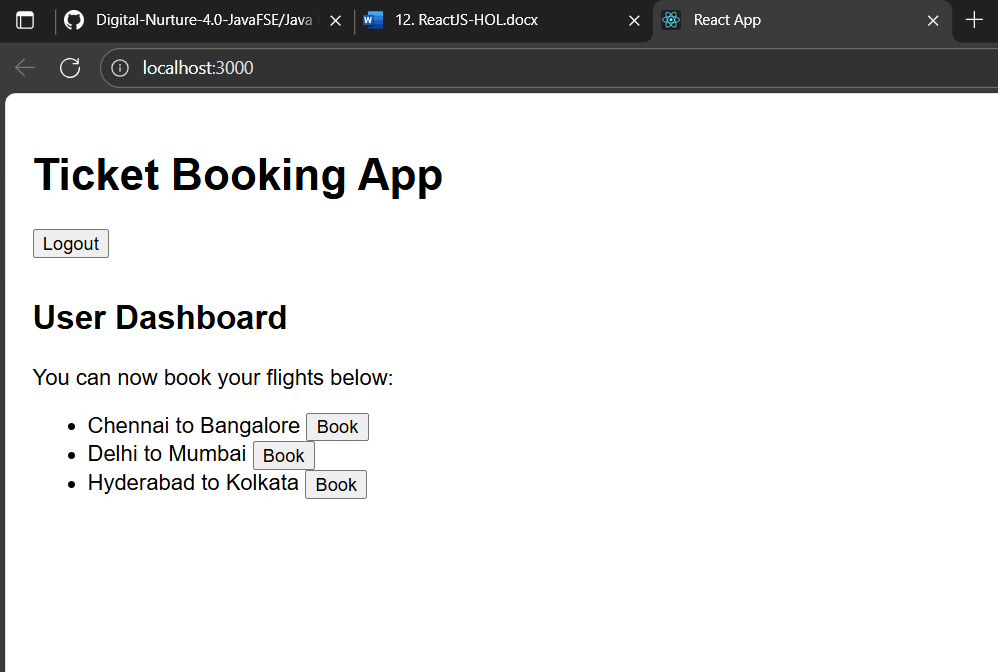 Digital-Nurture-4.0-JavaFSE/Java
12. ReactJS-HOL.docx
React App
localhost:3000
Ticket Booking App
Logout
User Dashboard
You can now book your flights below:
Chennai to Bangalore Book
Delhi to Mumbai Book
Hyderabad to Kolkata Book